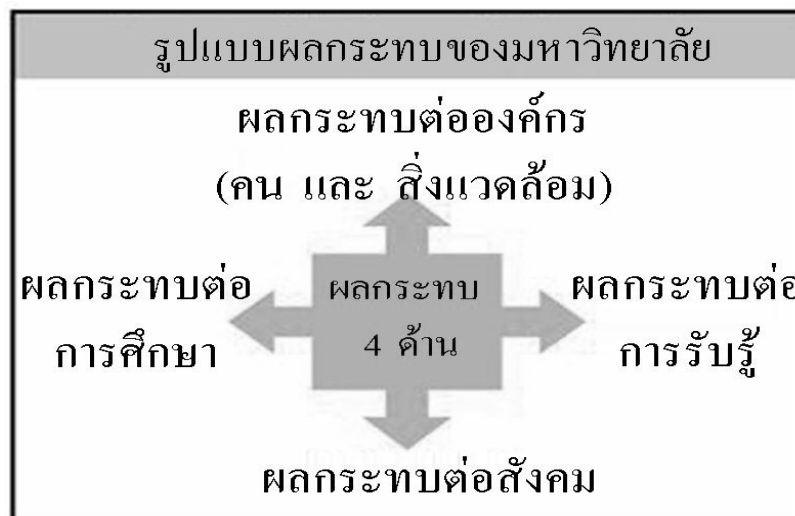 รูปแบบผลกระทบของมหาวิทยาลัย
ผลกระทบต่อองค์กร
(คน และ สิ่งแวดล้อม)
ผลกระทบต่อ
การศึกษา
ผลกระทบ
4 ด้าน
ผลกระทบต่อ
การรับรู้
ผลกระทบต่อสังคม